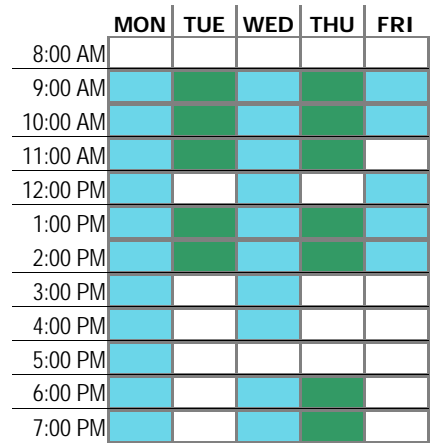 MON TUE WED THU FRI
8:00 AM
9:00 AM
10:00 AM
11:00 AM
12:00 PM
1:00 PM
2:00 PM
3:00 PM
4:00 PM
5:00 PM
6:00 PM
7:00 PM